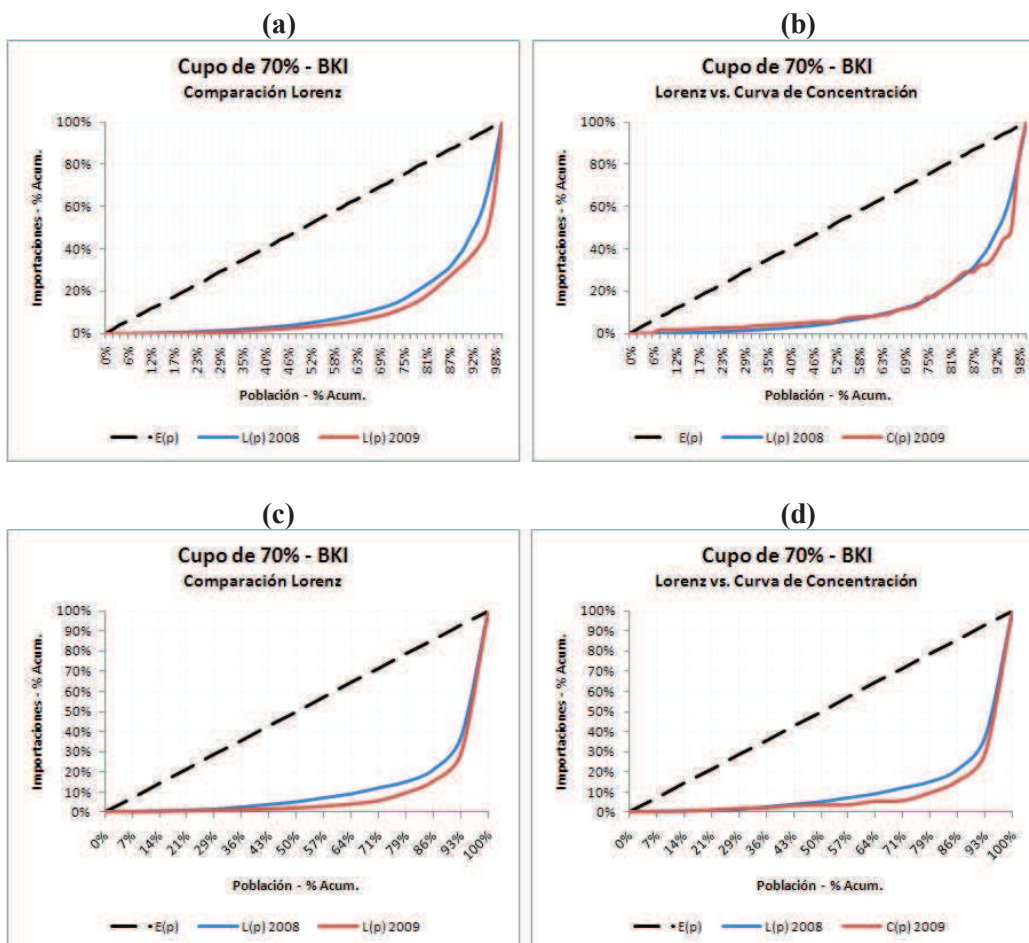 (a)
Cupo de 70% - BKI
Comparación Lorenz
Importaciones - % Acum.
100%
80%
60%
40%
20%
0%
0% 6% 12% 17% 23% 29% 35% 40% 46% 52% 58% 63% 69% 75% 81% 87% 92% 98%
Población - % Acum.
E(p) L(p) 2008 L(p) 2009
(b)
Cupo de 70% - BKI
Lorenz vs. Curva de Concentración
Importaciones - % Acum.
100%
80%
60%
40%
20%
0%
0% 6% 12% 17% 23% 29% 35% 40% 46% 52% 58% 63% 69% 75% 81% 87% 92% 98%
Población - % Acum.
E(p) L(p) 2008 C(p) 2009
(c)
Cupo de 70% - BKI
Comparación Lorenz
Importaciones - % Acum.
100%
90%
80%
70%
60%
50%
40%
30%
20%
10%
0%
0% 7% 14% 21% 29% 36% 43% 50% 57% 64% 71% 79% 86% 93% 100%
Población - % Acum.
E(p) L(p) 2008 L(p) 2009
(d)
Cupo de 70% - BKI
Lorenz vs. Curva de Concentración
Importaciones - % Acum.
100%
90%
80%
70%
60%
50%
40%
30%
20%
10%
0%
0% 7% 14% 21% 29% 36% 43% 50% 57% 64% 71% 79% 86% 93% 100%
Población - % Acum.
E(p) L(p) 2008 C(p) 2009